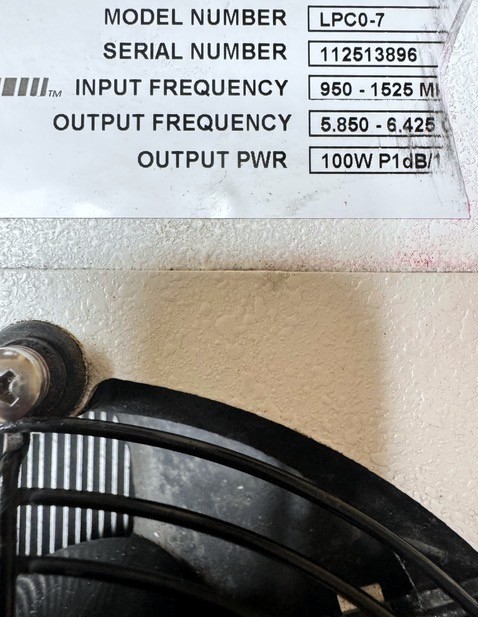 MODEL NUMBER LPC0-7
SERIAL NUMBER 112513896
TM INPUT FREQUENCY 950 - 1525
OUTPUT FREQUENCY 5.850 - 6.425
OUTPUT PWR 100W P1dB/